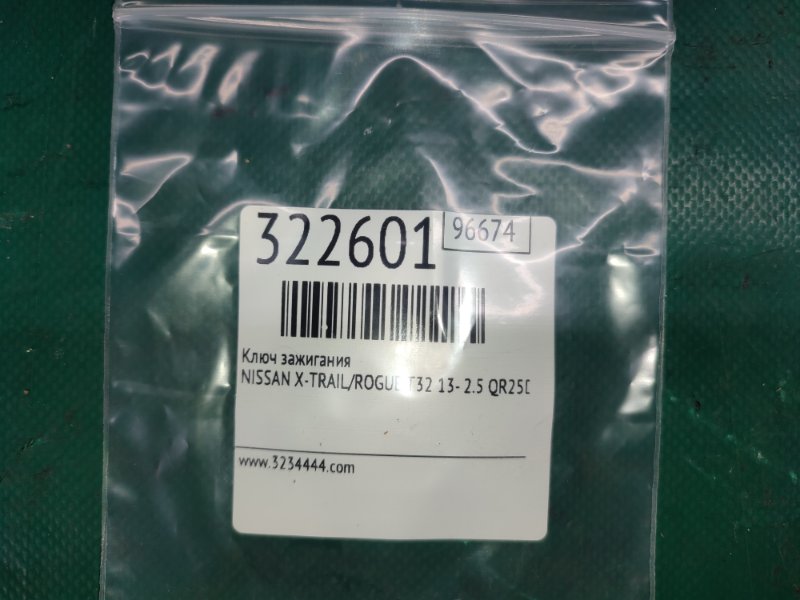 322601 96674
Ключ зажигания
NISSAN X-TRAIL/ROGUE T32 13- 2.5 QR25D
www.3234444.com